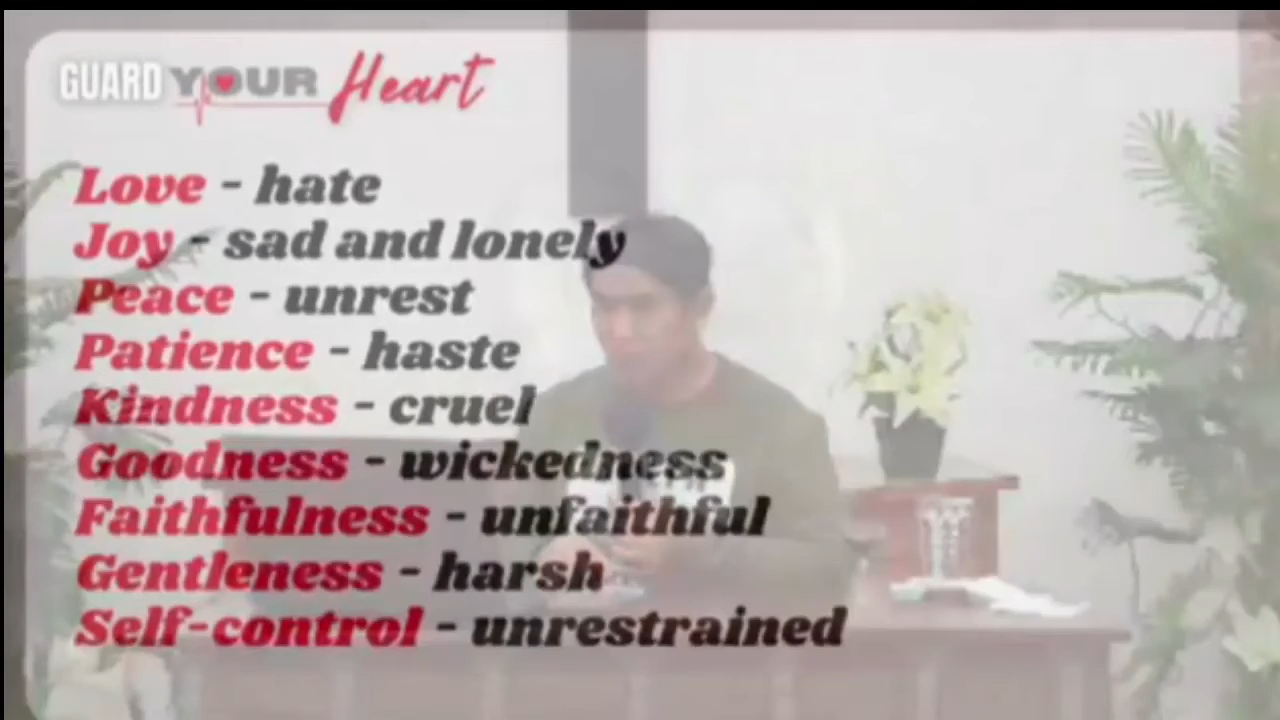 GUARD YOUR Heart
Love - hate
Joy - sad and lonely
Peace - unrest
Patience - haste
Kindness - cruel
Goodness - wickedness
Faithfulness - unfaithful
Gentleness - harsh
Self-control - unrestrained